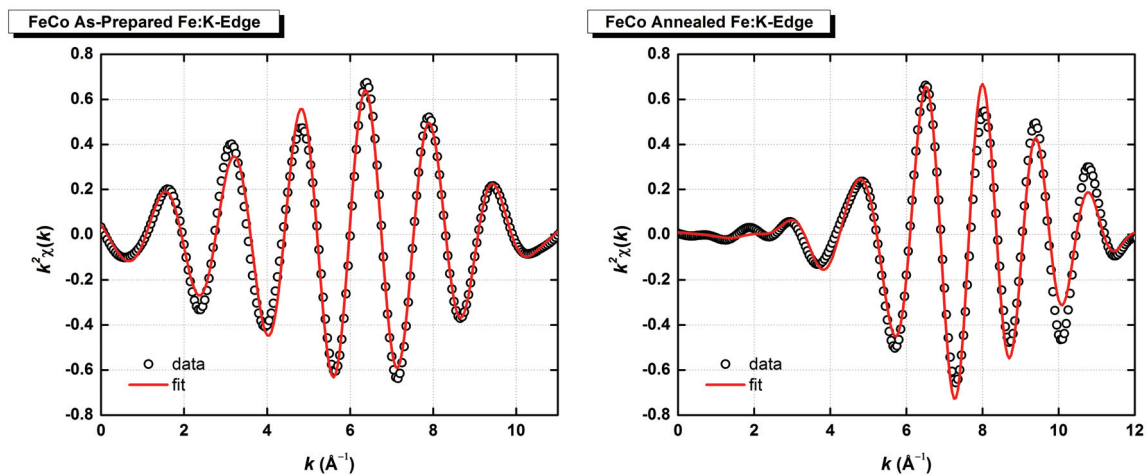 FeCo As-Prepared Fe:K-Edge
0.8
0.6
0.4
0.2
0.0
-0.2
-0.4
-0.6
-0.8
k²χ(k)
data
fit
0 2 4 6 8 10
k (Å⁻¹)
FeCo Annealed Fe:K-Edge
0.8
0.6
0.4
0.2
0.0
-0.2
-0.4
-0.6
-0.8
k²χ(k)
data
fit
0 2 4 6 8 10 12
k (Å⁻¹)